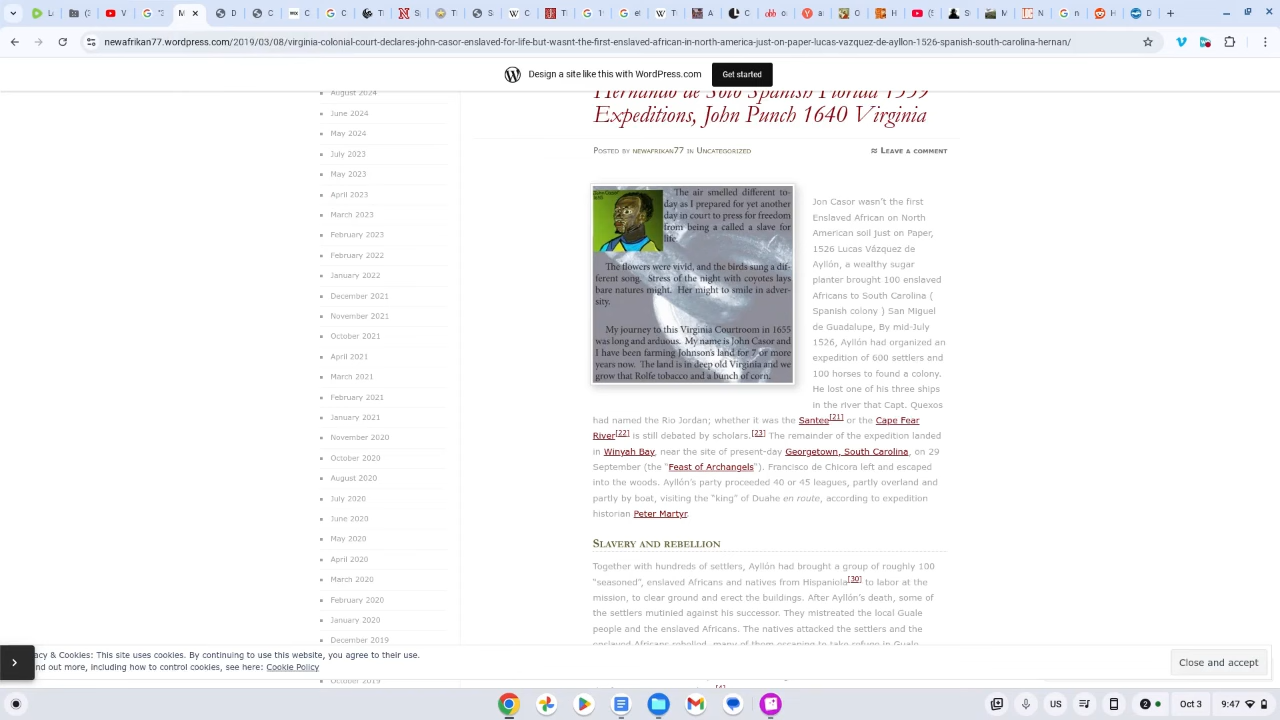 newafrikan77.wordpress.com/2019/03/08/virginia-colonial-court-declares-john-casor-enslaved-for-life-but-wasnt-the-first-enslaved-african-in-colonial-america-lucas-vazquez-de-ayllon-1526-spanish-south-carolina-hernan/
Design a site like this with WordPress.com
Get started
Hernando de Soto Spanish Florida 1539
Expeditions, John Punch 1640 Virginia
Posted by newafrikan77 in Uncategorized
≈ Leave a comment
August 2024
June 2024
May 2024
July 2023
May 2023
April 2023
March 2023
February 2023
February 2022
January 2022
December 2021
November 2021
October 2021
April 2021
March 2021
February 2021
January 2021
November 2020
October 2020
August 2020
July 2020
June 2020
May 2020
April 2020
March 2020
February 2020
January 2020
December 2019
October 2019
The air smelled different to-
day as I prepared for yet another
day in court to press for freedom
from being a called a slave for
life.
The flowers were vivid, and the birds sung a dif-
ferent song. Stress of the night with coyotes lays
bare natures might. Her might to smile in adver-
sity.
My journey to this Virginia Courtroom in 1655
was long and arduous. My name is John Casor and
I have been farming Johnson's land for 7 or more
years now. The land is in deep old Virginia and we
grow that Rolfe tobacco and a bunch of corn.
Jon Casor wasn't the first
Enslaved African on North
American soil just on Paper,
1526 Lucas Vázquez de
Ayllón, a wealthy sugar
planter brought 100 enslaved
Africans to South Carolina (
Spanish colony ) San Miguel
de Guadalupe, By mid-July
1526, Ayllón had organized an
expedition of 600 settlers and
100 horses to found a colony.
He lost one of his three ships
in the river that Capt. Quexos
had named the Rio Jordan; whether it was the Santee[21] or the Cape Fear
River[22] is still debated by scholars.[23] The remainder of the expedition landed
in Winyah Bay, near the site of present-day Georgetown, South Carolina, on 29
September (the "Feast of Archangels"). Francisco de Chicora left and escaped
into the woods. Ayllón's party proceeded 40 or 45 leagues, partly overland and
partly by boat, visiting the "king" of Duahe en route, according to expedition
historian Peter Martyr.
Slavery and rebellion
Together with hundreds of settlers, Ayllón had brought a group of roughly 100
"seasoned", enslaved Africans and natives from Hispaniola[30] to labor at the
mission, to clear ground and erect the buildings. After Ayllón's death, some of
the settlers mutinied against his successor. They mistreated the local Guale
people and the enslaved Africans. The natives attacked the settlers and the
enslaved Africans rebelled, many of them escaping to take refuge in Guale
[4]
okies: This site uses cookies. By continuing to use this website, you agree to their use.
nd out more, including how to control cookies, see here: Cookie Policy
Close and accept
US
2
Oct 3
9:47